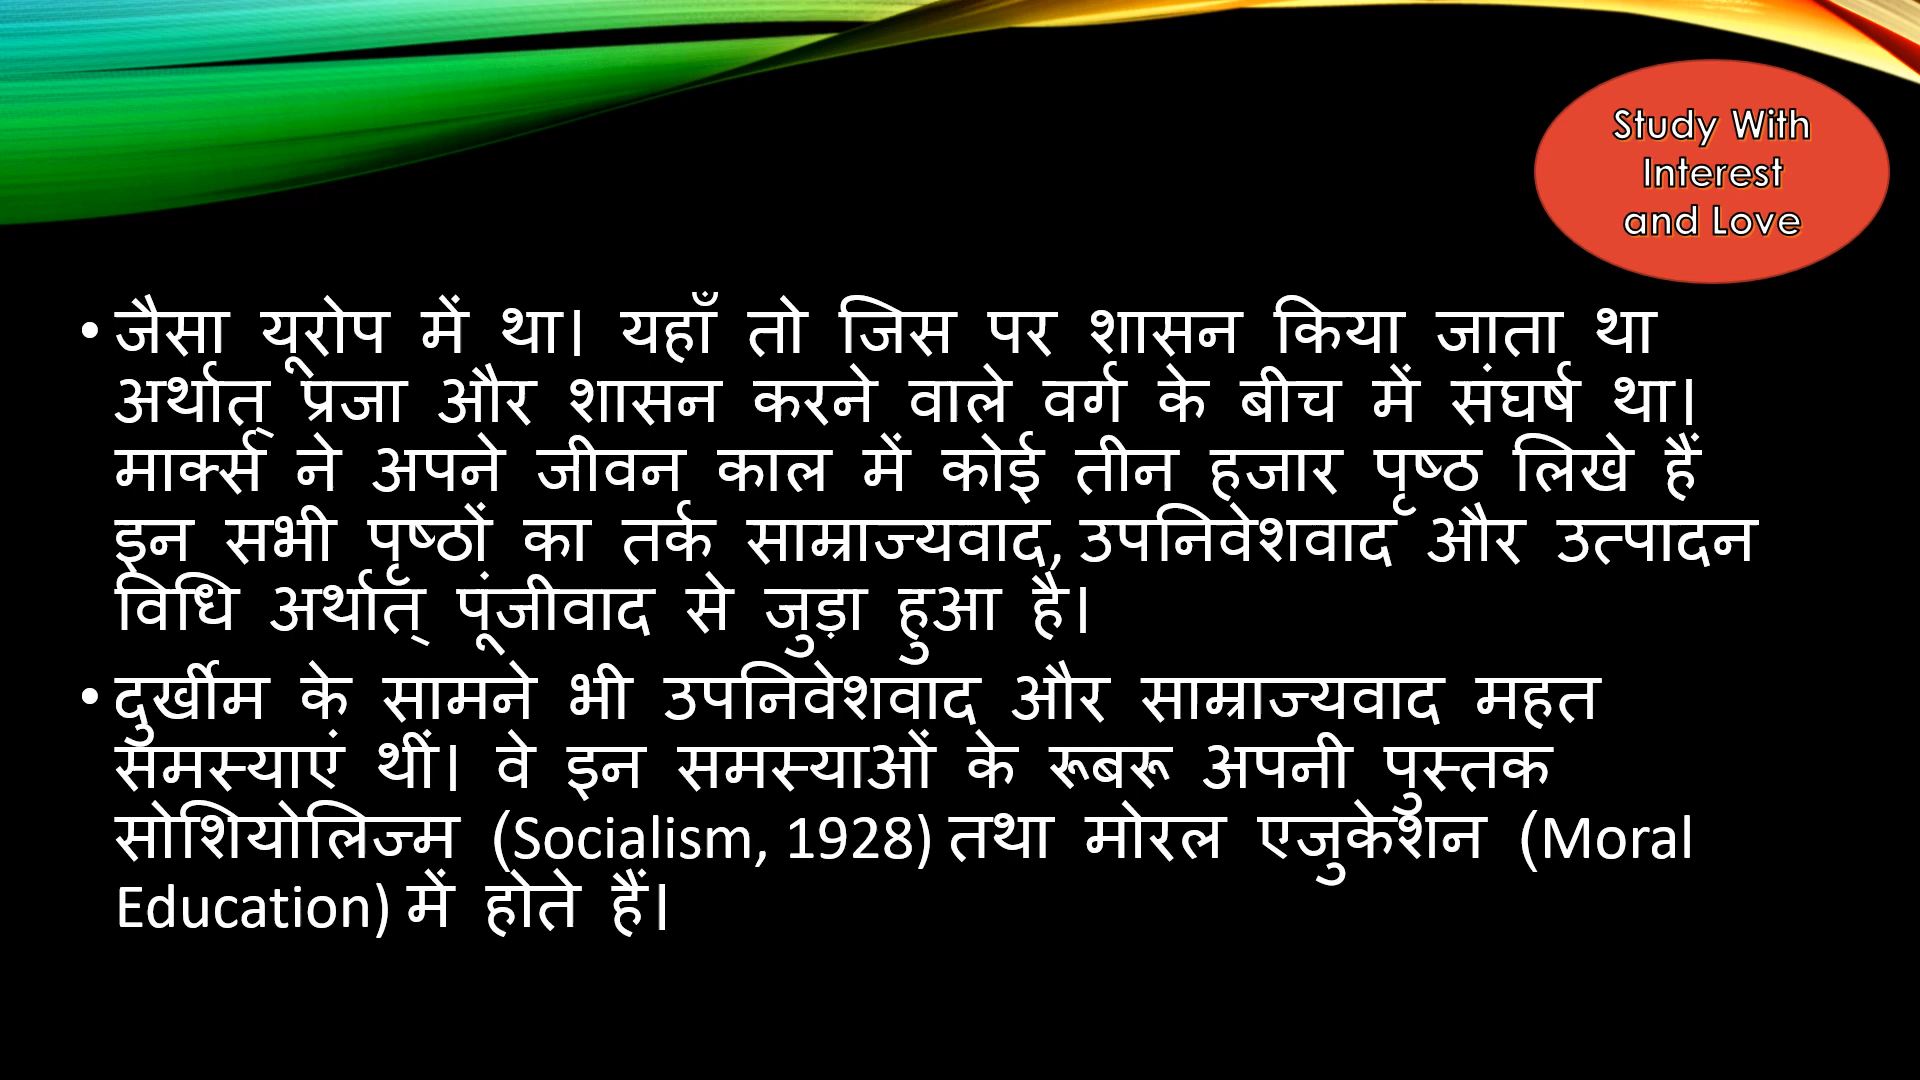 Study With
Interest
and Love
• जैसा यूरोप में था। यहाँ तो जिस पर शासन किया जाता था
अर्थात् प्रजा और शासन करने वाले वर्ग के बीच में संघर्ष था।
मार्क्स ने अपने जीवन काल में कोई तीन हजार पृष्ठ लिखे हैं
इन सभी पृष्ठों का तर्क साम्राज्यवाद, उपनिवेशवाद और उत्पादन
विधि अर्थात् पूंजीवाद से जुड़ा हुआ है।
• दुर्खीम के सामने भी उपनिवेशवाद और साम्राज्यवाद महत
समस्याएं थीं। वे इन समस्याओं के रूबरू अपनी पुस्तक
सोशियोलिज्म (Socialism, 1928) तथा मोरल एजुकेशन (Moral
Education) में होते हैं।